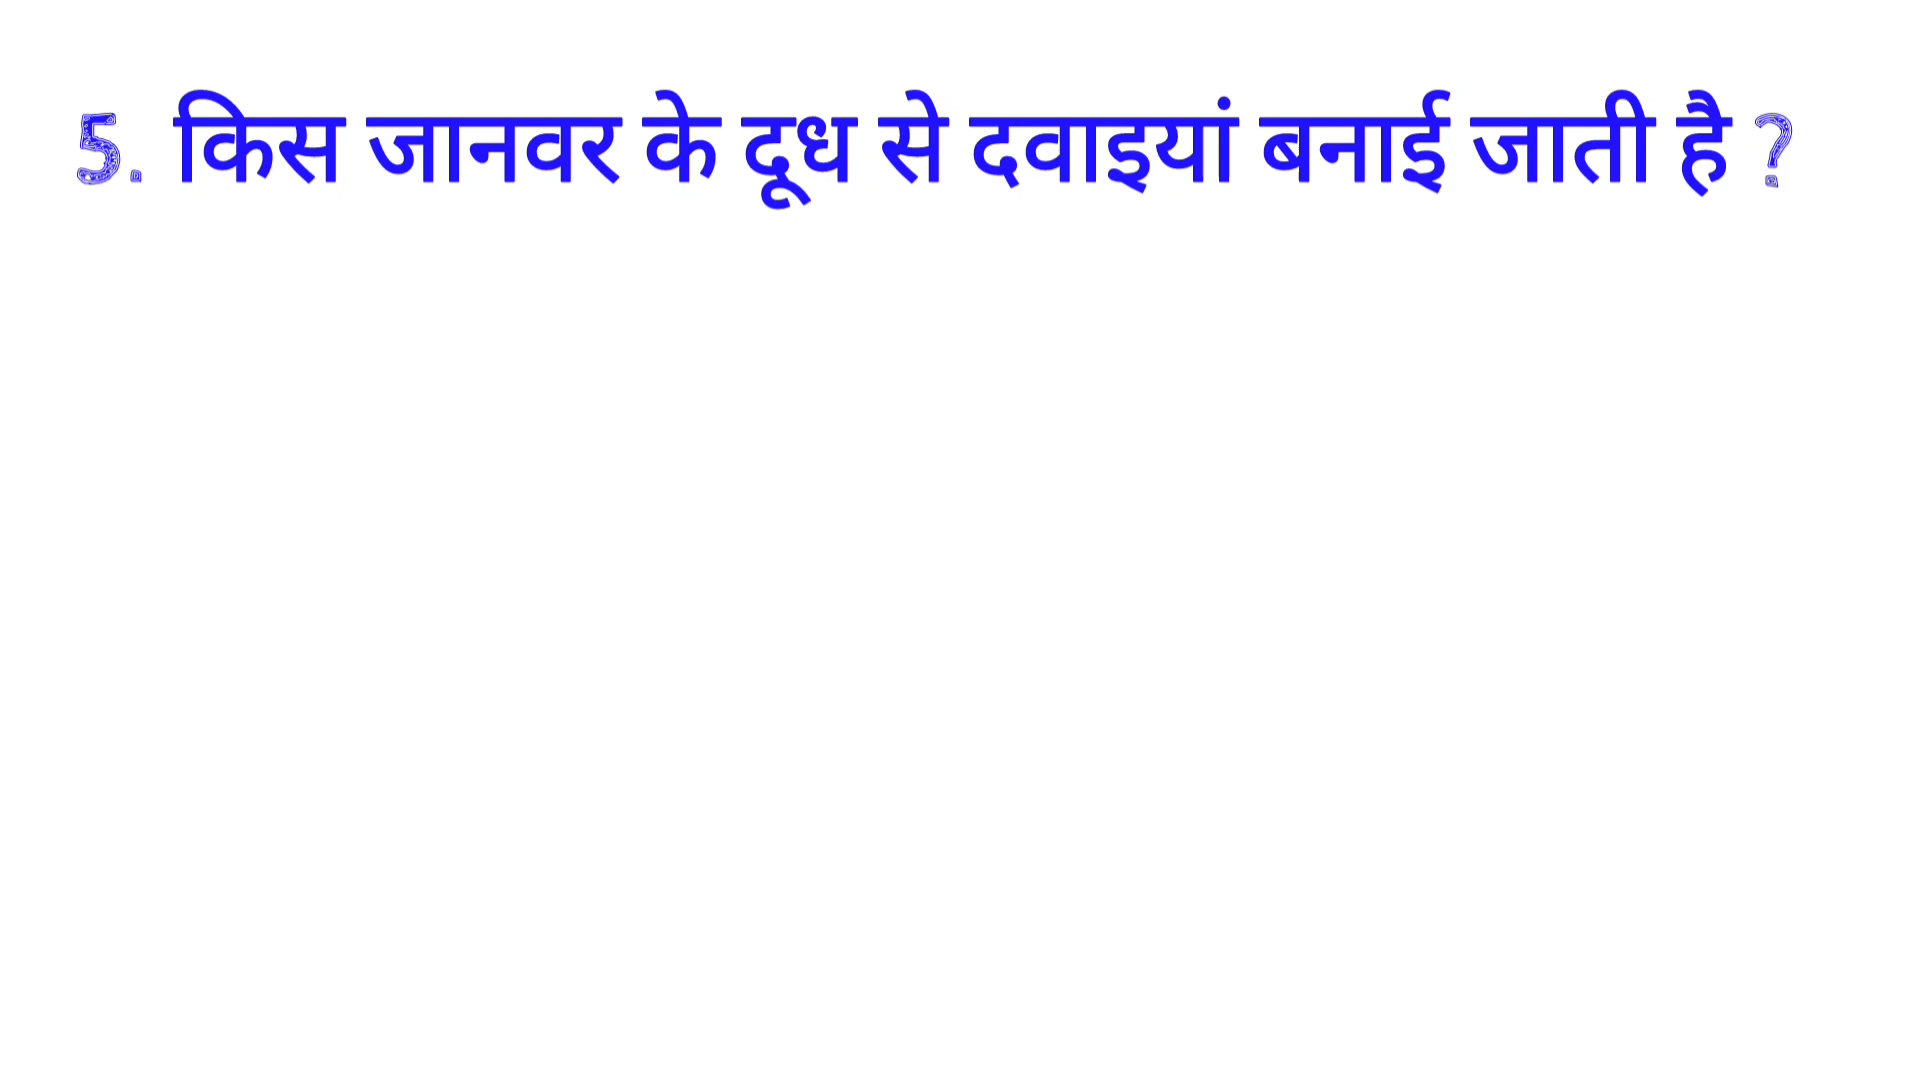 5. किस जानवर के दूध से दवाइयां बनाई जाती है ?